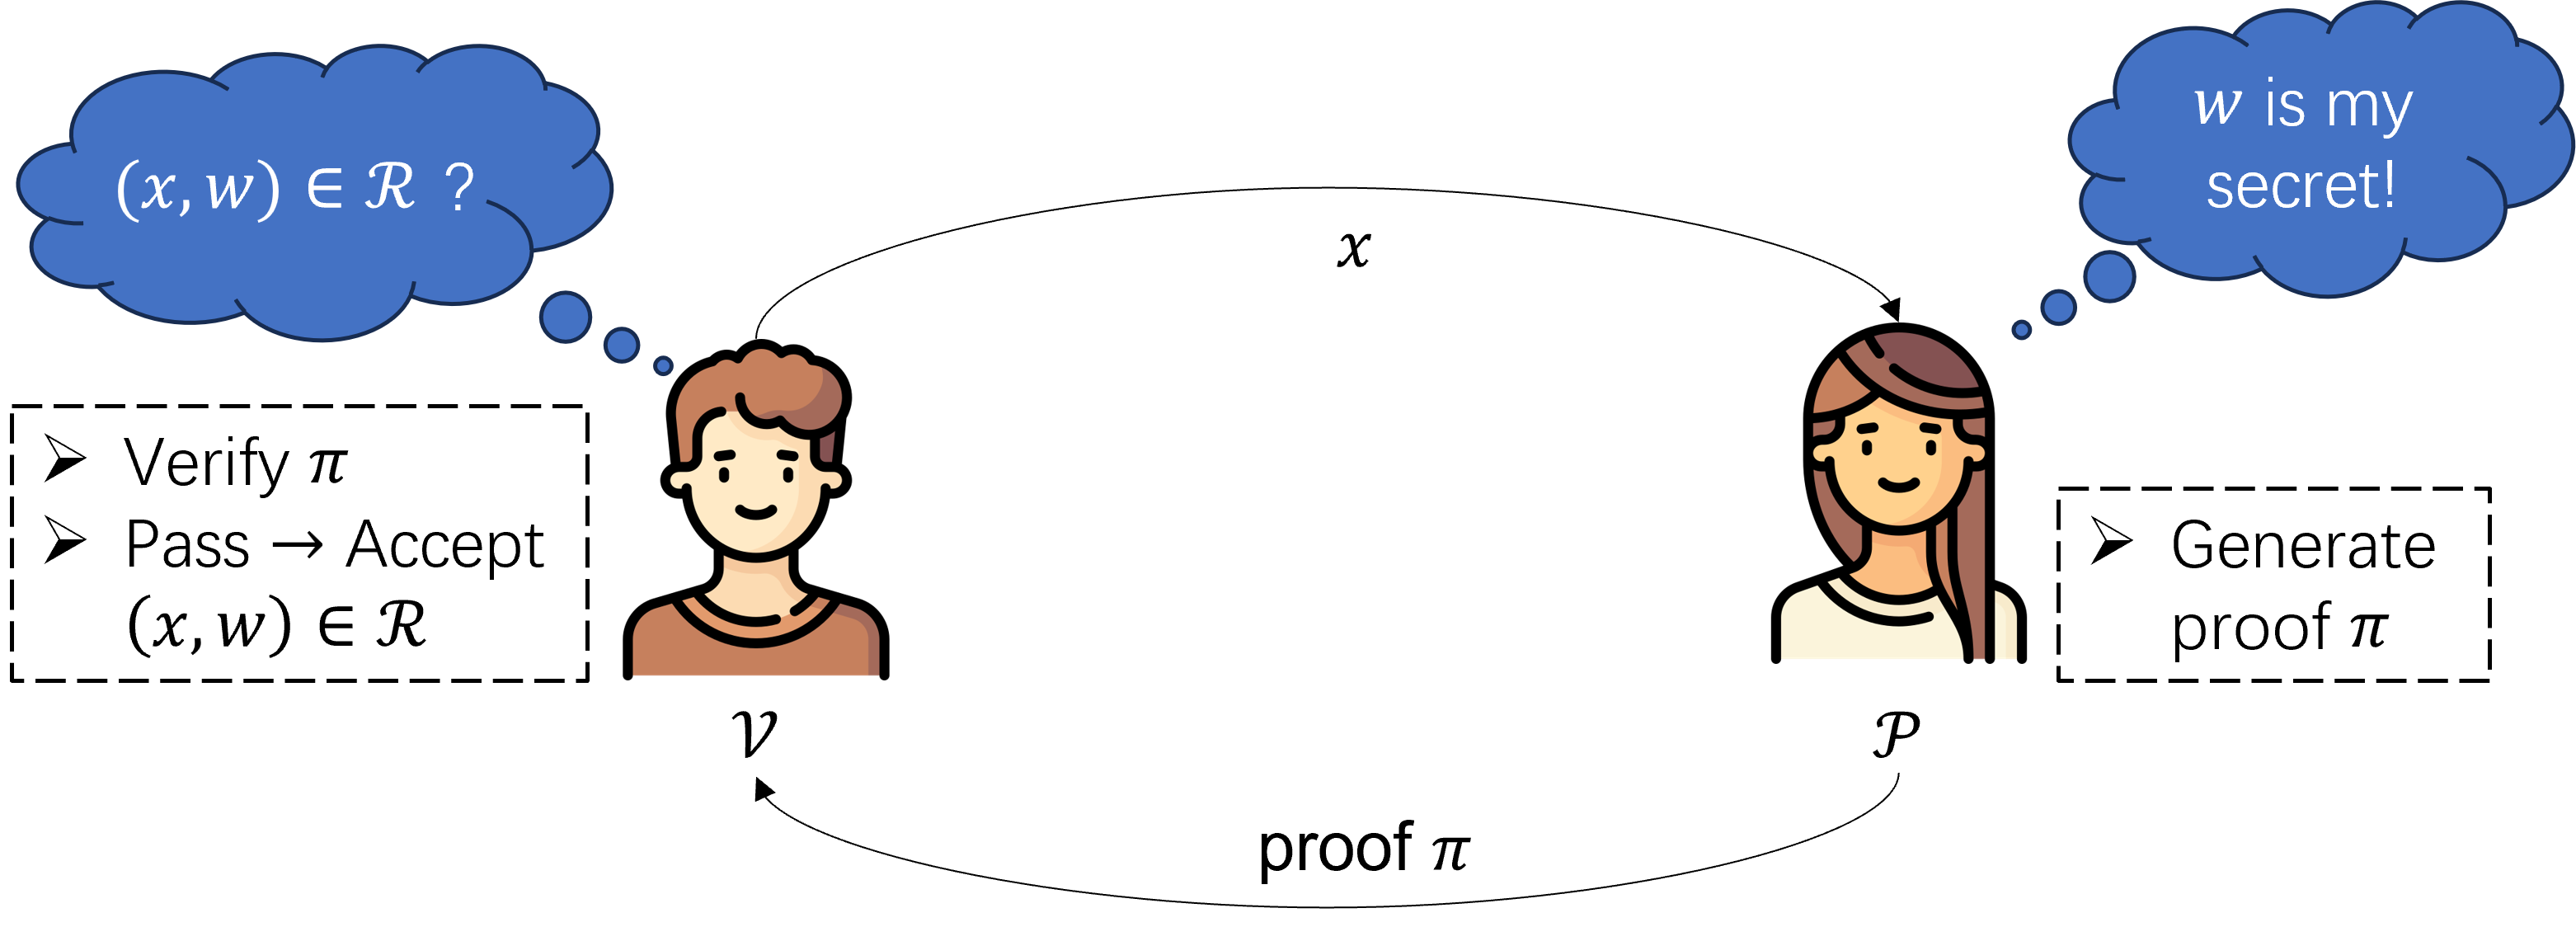 (𝑥, 𝑤) ∈ ℛ ?
𝑤 is my
secret!
𝑥
➢ Verify 𝜋
➢ Pass → Accept
(𝑥, 𝑤) ∈ ℛ
➢ Generate
proof 𝜋
𝒱
𝒫
proof 𝜋